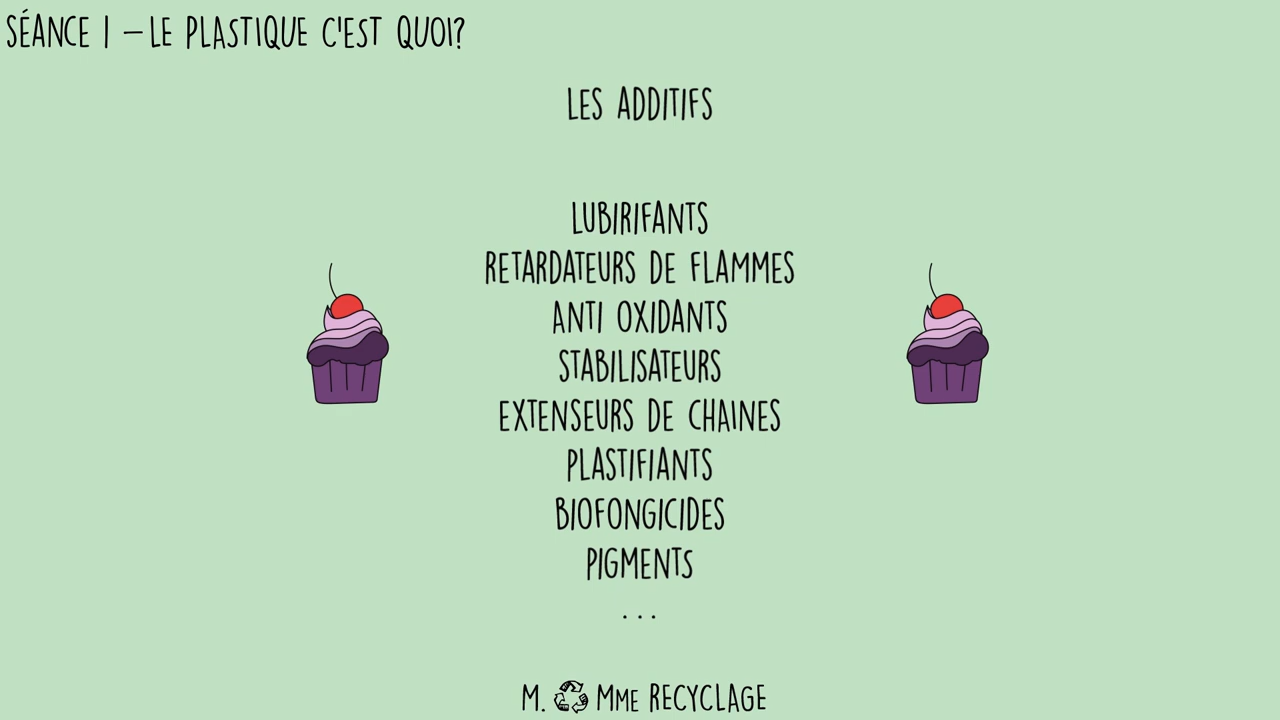 SÉANCE 1 – LE PLASTIQUE C'EST QUOI?
LES ADDITIFS
LUBIRIFANTS
RETARDATEURS DE FLAMMES
ANTI OXIDANTS
STABILISATEURS
EXTENSEURS DE CHAINES
PLASTIFIANTS
BIOFONGICIDES
PIGMENTS
...
M. Mme RECYCLAGE